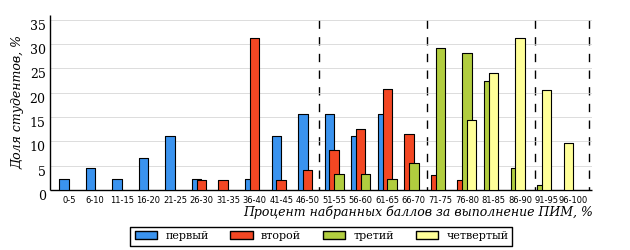 Доля студентов, %
35
30
25
20
15
10
5
0
0-5 6-10 11-15 16-20 21-25 26-30 31-35 36-40 41-45 46-50 51-55 56-60 61-65 66-70 71-75 76-80 81-85 86-90 91-95 96-100
Процент набранных баллов за выполнение ПИМ, %
первый второй третий четвертый